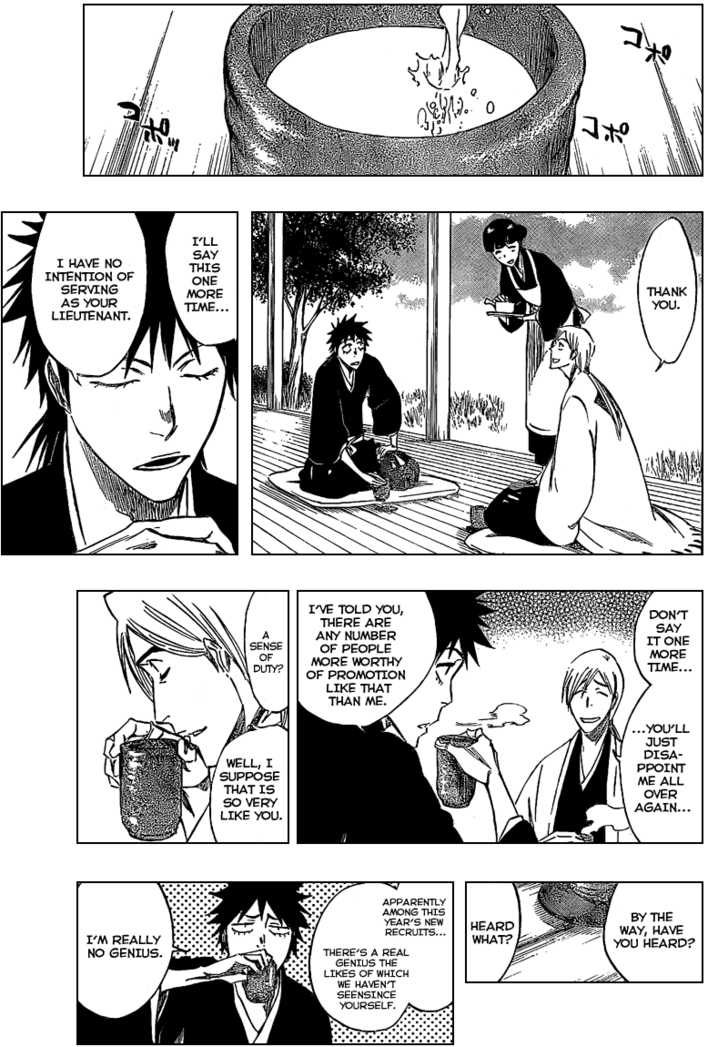 コポ
コポ
コポッ
THANK
YOU.
I'LL
SAY
THIS
ONE
MORE
TIME...
I HAVE NO
INTENTION OF
SERVING
AS YOUR
LIEUTENANT.
DON'T
SAY
IT ONE
MORE
TIME...
...YOU'LL
JUST
DISA-
POINT
ME ALL
OVER
AGAIN...
I'VE TOLD YOU,
THERE ARE
ANY NUMBER
OF PEOPLE
MORE WORTHY
OF PROMOTION
LIKE THAT
THAN ME.
A
SENSE
OF
DUTY?
WELL, I
SUPPOSE
THAT IS
SO VERY
LIKE YOU.
BY THE
WAY, HAVE
YOU HEARD?
HEARD
WHAT?
APPARENTLY
AMONG THIS
YEAR'S NEW
RECRUITS...
THERE'S A REAL
GENIUS THE
LIKES OF WHICH
WE HAVEN'T
SEENSINCE
YOURSELF.
I'M REALLY
NO GENIUS.